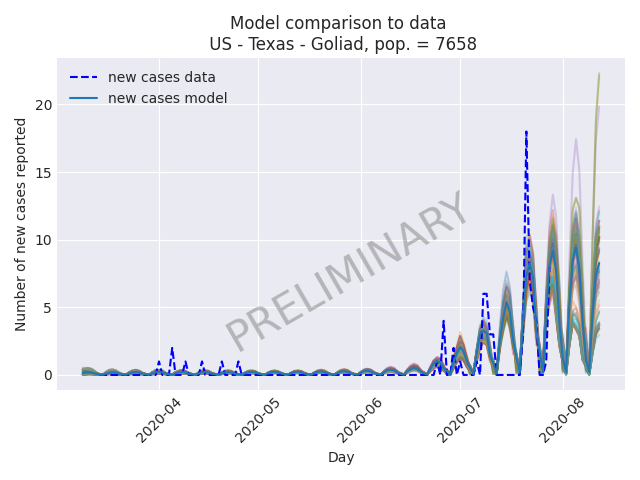 Model comparison to data
US - Texas - Goliad, pop. = 7658
new cases data
new cases model
Number of new cases reported
20
15
10
5
0
PRELIMINARY
2020-04
2020-05
2020-06
2020-07
2020-08
Day